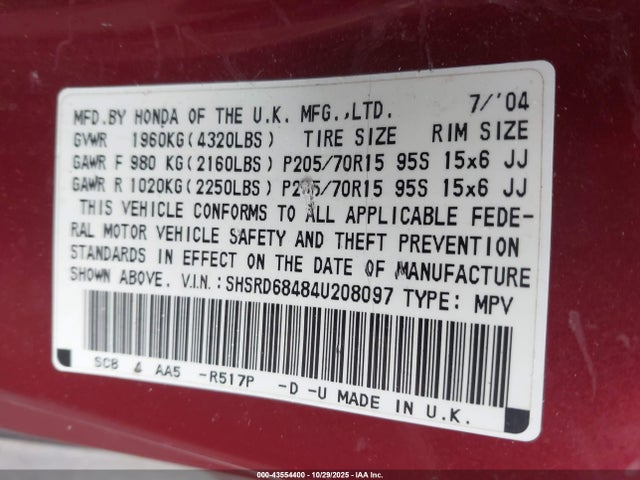 MFD.BY HONDA OF THE U.K. MFG.,LTD. 7/'04
GVWR 1960KG(4320LBS) TIRE SIZE RIM SIZE
GAWR F 980 KG(2160LBS) P205/70R15 95S 15x6 JJ
GAWR R 1020KG(2250LBS) P205/70R15 95S 15x6 JJ
THIS VEHICLE CONFORMS TO ALL APPLICABLE FEDE-
RAL MOTOR VEHICLE SAFETY AND THEFT PREVENTION
STANDARDS IN EFFECT ON THE DATE OF MANUFACTURE
SHOWN ABOVE. V.I.N.: SHSRD68484U208097 TYPE: MPV
SCB 4 AA5 -R517P -D -U MADE IN U.K.
000-43554400 - 10/29/2025 - IAA Inc.